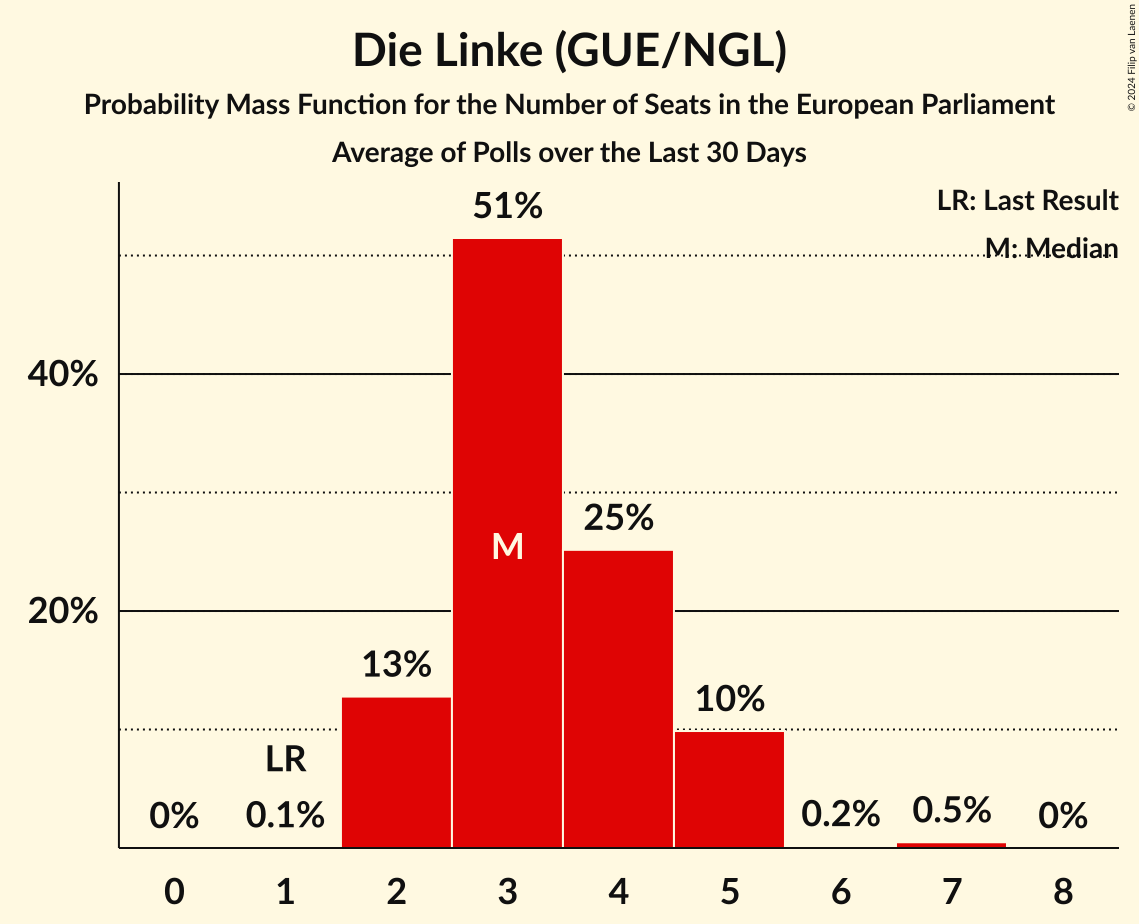 Die Linke (GUE/NGL)
Probability Mass Function for the Number of Seats in the European Parliament
Average of Polls over the Last 30 Days
© 2024 Filip van Laenen
LR: Last Result
M: Median
51%
40%
25%
M
20%
13%
10%
LR
0%
0.1%
0.2%
0.5%
0%
0 1 2 3 4 5 6 7 8